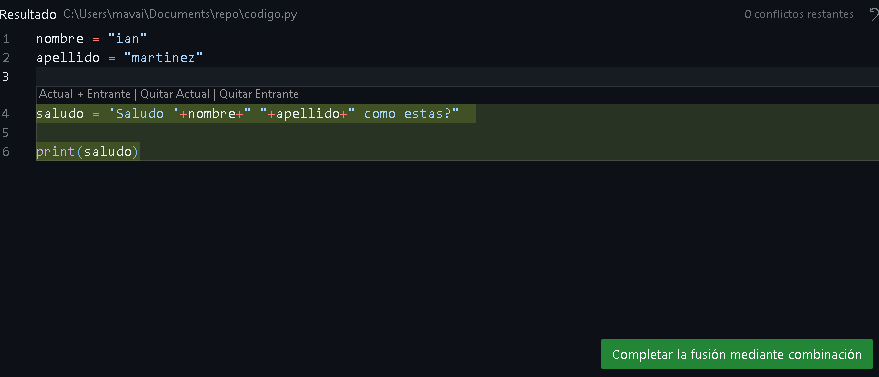 Resultado C:\Users\mavai\Documents\repo\codigo.py 0 conflictos restantes
1 nombre = "ian"
2 apellido = "martinez"
3
Actual + Entrante | Quitar Actual | Quitar Entrante
4 saludo = 'Saludo '+nombre+" "+apellido+" como estas?"
5
6 print(saludo)
Completar la fusión mediante combinación